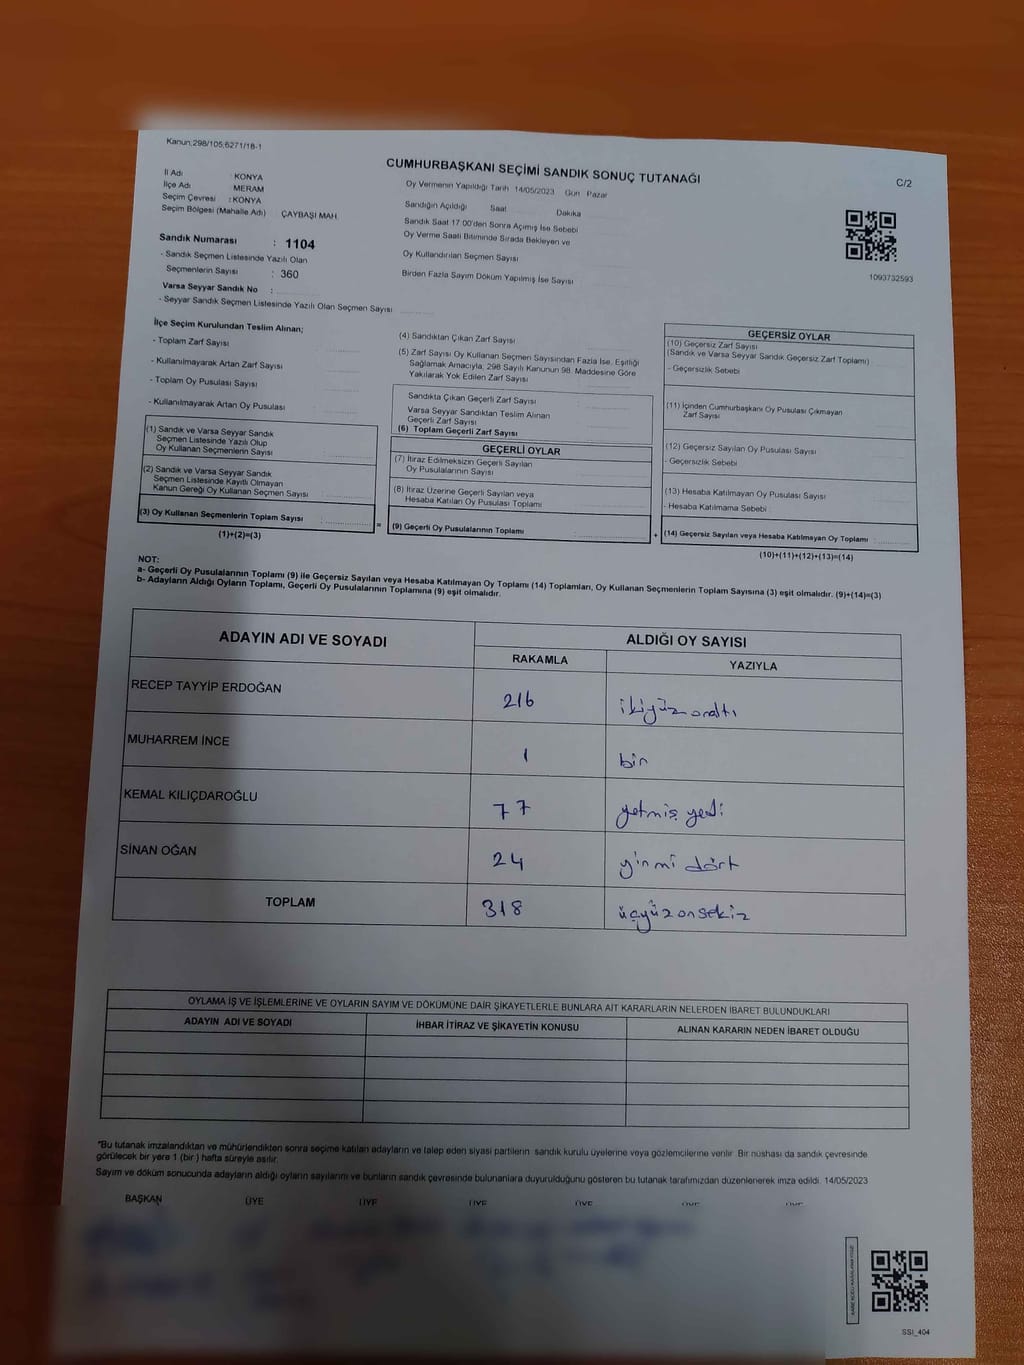 Kanun;298/105;6271/18-1
CUMHURBAŞKANI SEÇİMİ SANDIK SONUÇ TUTANAĞI
C/2
İl Adı : KONYA
İlçe Adı : MERAM
Seçim Çevresi : KONYA
Seçim Bölgesi (Mahalle Adı) : ÇAYBAŞI MAH.
Sandık Numarası : 1104
- Sandık Seçmen Listesinde Yazılı Olan
Seçmenlerin Sayısı : 360
Varsa Seyyar Sandık No :
- Seyyar Sandık Seçmen Listesinde Yazılı Olan Seçmen Sayısı
Oy Vermenin Yapıldığı Tarih 14/05/2023 Gün Pazar
Sandığın Açıldığı Saat Dakika
Sandık Saat 17 00'den Sonra Açımış İse Sebebi
Oy Verme Saati Bitiminde Sırada Bekleyen ve
Oy Kullandırılan Seçmen Sayısı
Birden Fazla Sayım Döküm Yapılmış İse Sayısı
1093732593
İlçe Seçim Kurulundan Teslim Alınan;
- Toplam Zarf Sayısı
- Kullanılmayarak Artan Zarf Sayısı
- Toplam Oy Pusulası Sayısı
- Kullanılmayarak Artan Oy Pusulası
(1) Sandık ve Varsa Seyyar Sandık
Seçmen Listesinde Yazılı Olup
Oy Kullanan Seçmenlerin Sayısı
(2) Sandık ve Varsa Seyyar Sandık
Seçmen Listesinde Kayıtlı Olmayan
Kanun Gereği Oy Kullanan Seçmen Sayısı
(3) Oy Kullanan Seçmenlerin Toplam Sayısı :
(1)+(2)=(3)
(4) Sandıktan Çıkan Zarf Sayısı
(5) Zarf Sayısı Oy Kullanan Seçmen Sayısından Fazla İse, Eşitliği
Sağlamak Amacıyla, 298 Sayılı Kanunun 98. Maddesine Göre
Yakılarak Yok Edilen Zarf Sayısı
Sandıkta Çıkan Geçerli Zarf Sayısı
Varsa Seyyar Sandıktan Teslim Alınan
Geçerli Zarf Sayısı
(6) Toplam Geçerli Zarf Sayısı
GEÇERLİ OYLAR
(7) İtiraz Edilmeksizin Geçerli Sayılan
Oy Pusulalarının Sayısı
(8) İtiraz Üzerine Geçerli Sayılan veya
Hesaba Katılan Oy Pusulası Toplamı
= (9) Geçerli Oy Pusulalarının Toplamı
GEÇERSİZ OYLAR
(10) Geçersiz Zarf Sayısı
(Sandık ve Varsa Seyyar Sandık Geçersiz Zarf Toplamı)
- Geçersizlik Sebebi
(11) İçinden Cumhurbaşkanı Oy Pusulası Çıkmayan
Zarf Sayısı
(12) Geçersiz Sayılan Oy Pusulası Sayısı
- Geçersizlik Sebebi
(13) Hesaba Katılmayan Oy Pusulası Sayısı
- Hesaba Katılmama Sebebi
+ (14) Geçersiz Sayılan veya Hesaba Katılmayan Oy Toplamı :
(10)+(11)+(12)+(13)=(14)
NOT:
a- Geçerli Oy Pusulalarının Toplamı (9) ile Geçersiz Sayılan veya Hesaba Katılmayan Oy Toplamı (14) Toplamları, Oy Kullanan Seçmenlerin Toplam Sayısına (3) eşit olmalıdır. (9)+(14)=(3)
b- Adayların Aldığı Oyların Toplamı, Geçerli Oy Pusulalarının Toplamına (9) eşit olmalıdır.
ADAYIN ADI VE SOYADI ALDIĞI OY SAYISI
RAKAMLA YAZIYLA
RECEP TAYYİP ERDOĞAN 216 ikiyüzonaltı
MUHARREM İNCE 1 bir
KEMAL KILIÇDAROĞLU 77 yetmiş yedi
SİNAN OĞAN 24 yirmi dört
TOPLAM 318 üçyüzonsekiz
OYLAMA İŞ VE İŞLEMLERİNE VE OYLARIN SAYIM VE DÖKÜMÜNE DAİR ŞİKAYETLERLE BUNLARA AİT KARARLARIN NELERDEN İBARET BULUNDUKLARI
ADAYIN ADI VE SOYADI İHBAR İTİRAZ VE ŞİKAYETİN KONUSU ALINAN KARARIN NEDEN İBARET OLDUĞU
"Bu tutanak imzalandıktan ve mühürlendikten sonra seçime katılan adayların ve talep eden siyasi partilerin sandık kurulu üyelerine veya gözlemcilerine verilir. Bir nüshası da sandık çevresinde
görülecek bir yere 1 (bir ) hafta süreyle asılır.
Sayım ve döküm sonucunda adayların aldığı oyların sayılarını ve bunların sandık çevresinde bulunanlara duyurulduğunu gösteren bu tutanak tarafımızdan düzenlenerek imza edildi. 14/05/2023
BAŞKAN ÜYE ÜYE ÜYE ÜYE ÜYE ÜYE
SSI_404